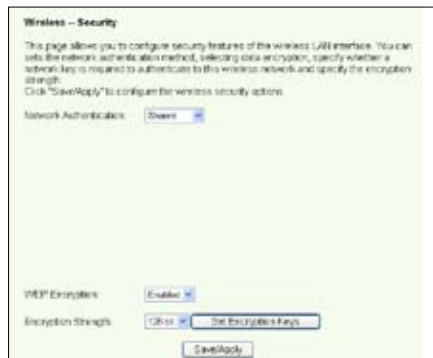 Wireless -- Security
This page allows you to configure security features of the wireless LAN interface. You can
sets the network authentication method, selecting data encryption, specify whether a
network key is required to authenticate to this wireless network and specify the encryption
strength.
Click "Save/Apply" to configure the wireless security options.
Network Authentication: Shared
WEP Encryption: Enabled
Encryption Strength: 128-bit Set Encryption Keys
Save/Apply